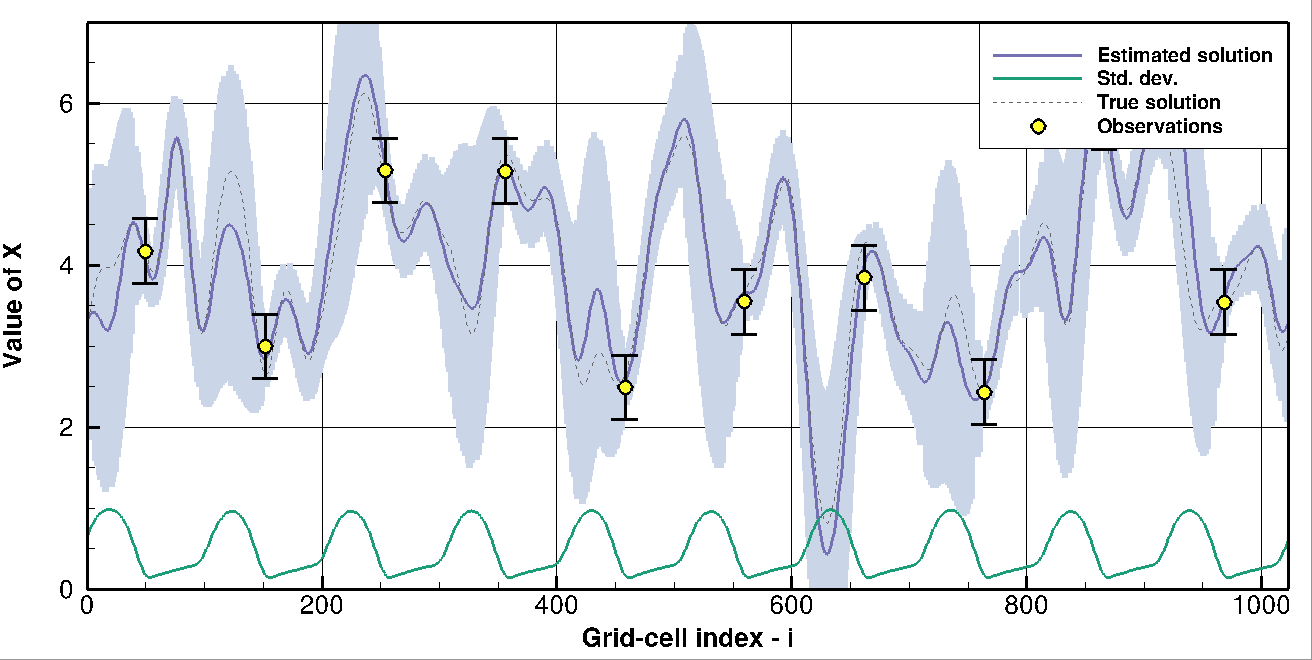 Estimated solution
Std. dev.
True solution
Observations
Value of X
6
4
2
0
0 200 400 600 800 1000
Grid-cell index - i